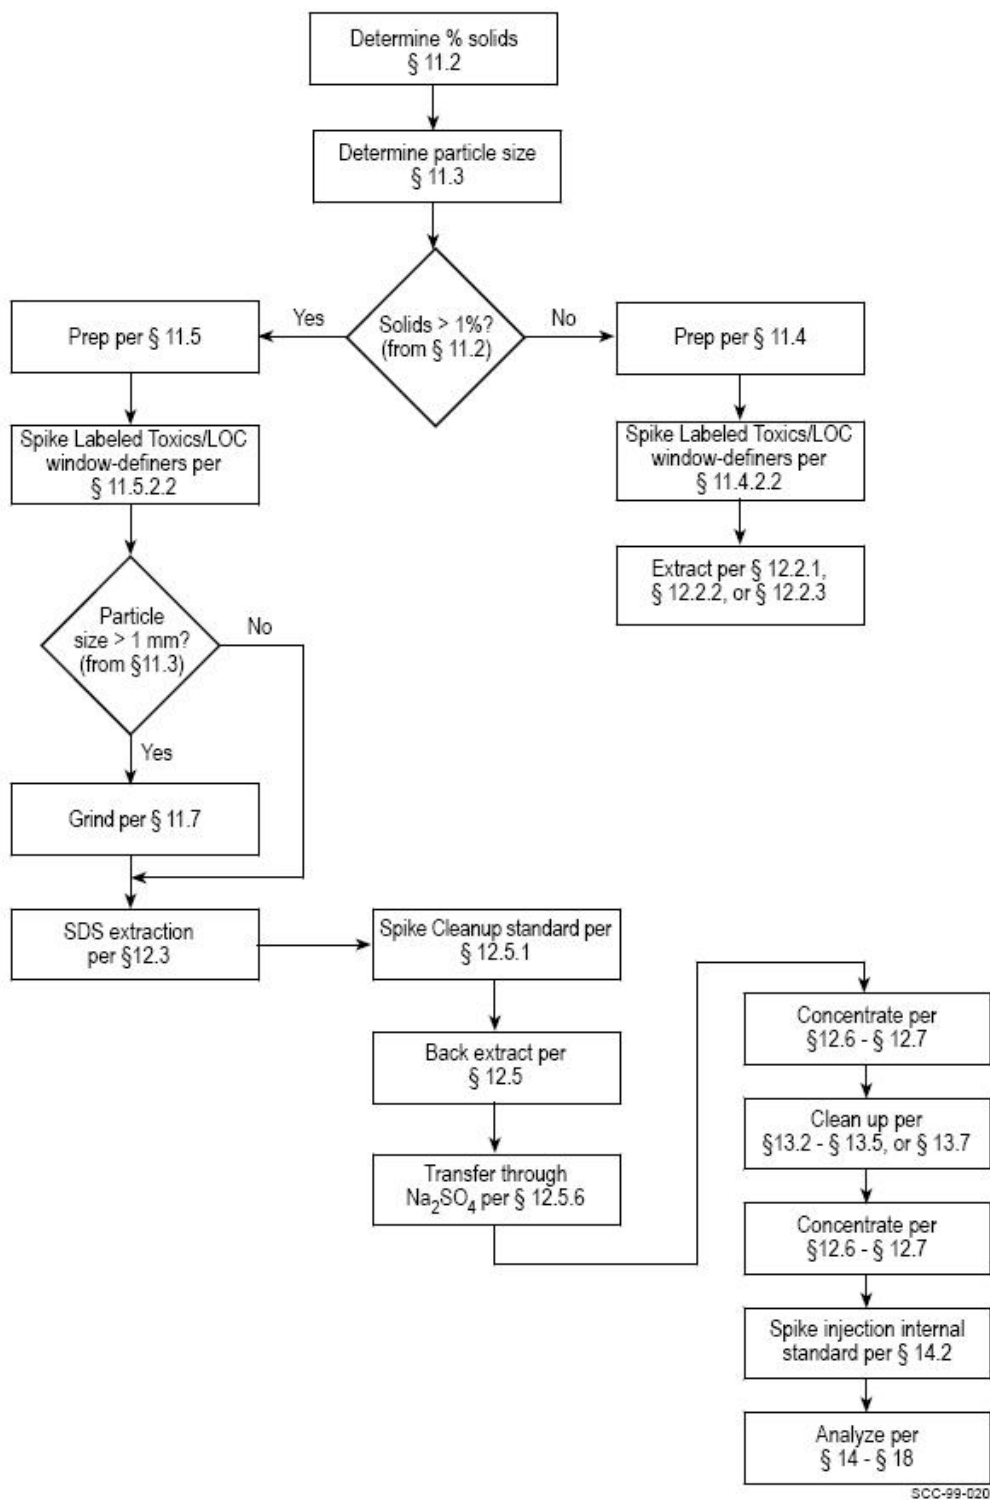 Determine % solids
§ 11.2
Determine particle size
§ 11.3
Solids > 1%?
(from § 11.2)
Yes
No
Prep per § 11.5
Prep per § 11.4
Spike Labeled Toxics/LOC
window-definers per
§ 11.5.2.2
Spike Labeled Toxics/LOC
window-definers per
§ 11.4.2.2
Extract per § 12.2.1,
§ 12.2.2, or § 12.2.3
Particle
size > 1 mm?
(from §11.3)
No
Yes
Grind per § 11.7
SDS extraction
per §12.3
Spike Cleanup standard per
§ 12.5.1
Back extract per
§ 12.5
Transfer through
Na₂SO₄ per § 12.5.6
Concentrate per
§12.6 - § 12.7
Clean up per
§13.2 - § 13.5, or § 13.7
Concentrate per
§12.6 - § 12.7
Spike injection internal
standard per § 14.2
Analyze per
§ 14 - § 18
SCC-99-020